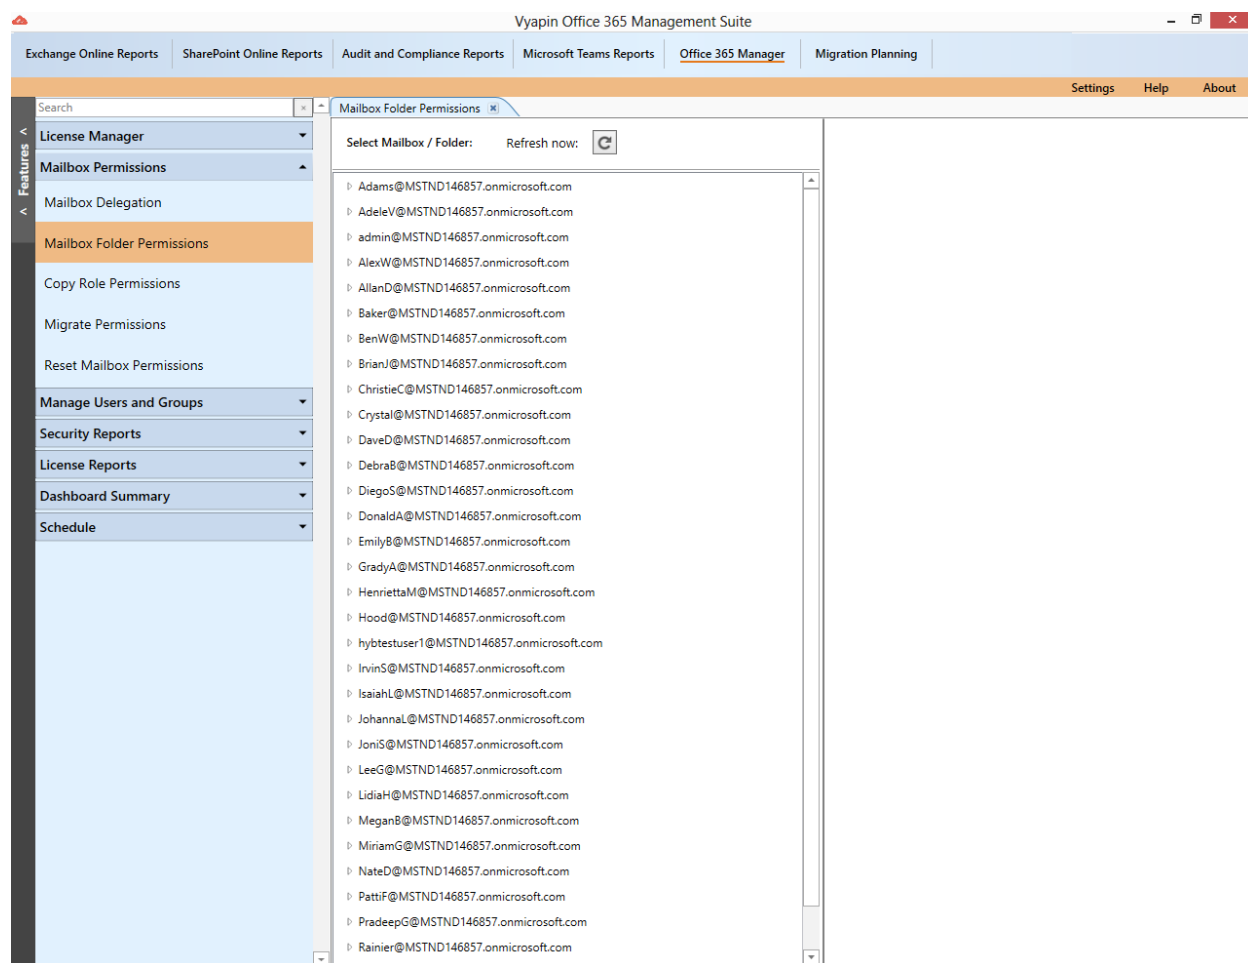 Vyapin Office 365 Management Suite
Exchange Online Reports
SharePoint Online Reports
Audit and Compliance Reports
Microsoft Teams Reports
Office 365 Manager
Migration Planning
Settings
Help
About
Features
Search
License Manager
Mailbox Permissions
Mailbox Delegation
Mailbox Folder Permissions
Copy Role Permissions
Migrate Permissions
Reset Mailbox Permissions
Manage Users and Groups
Security Reports
License Reports
Dashboard Summary
Schedule
Mailbox Folder Permissions
Select Mailbox / Folder:
Refresh now:
Adams@MSTND146857.onmicrosoft.com
AdeleV@MSTND146857.onmicrosoft.com
admin@MSTND146857.onmicrosoft.com
AlexW@MSTND146857.onmicrosoft.com
AllanD@MSTND146857.onmicrosoft.com
Baker@MSTND146857.onmicrosoft.com
BenW@MSTND146857.onmicrosoft.com
BrianJ@MSTND146857.onmicrosoft.com
ChristieC@MSTND146857.onmicrosoft.com
Crystal@MSTND146857.onmicrosoft.com
DaveD@MSTND146857.onmicrosoft.com
DebraB@MSTND146857.onmicrosoft.com
DiegoS@MSTND146857.onmicrosoft.com
DonaldA@MSTND146857.onmicrosoft.com
EmilyB@MSTND146857.onmicrosoft.com
GradyA@MSTND146857.onmicrosoft.com
HenriettaM@MSTND146857.onmicrosoft.com
Hood@MSTND146857.onmicrosoft.com
hybtestuser1@MSTND146857.onmicrosoft.com
IrvinS@MSTND146857.onmicrosoft.com
IsaiahL@MSTND146857.onmicrosoft.com
JohannaL@MSTND146857.onmicrosoft.com
JoniS@MSTND146857.onmicrosoft.com
LeeG@MSTND146857.onmicrosoft.com
LidiaH@MSTND146857.onmicrosoft.com
MeganB@MSTND146857.onmicrosoft.com
MiriamG@MSTND146857.onmicrosoft.com
NateD@MSTND146857.onmicrosoft.com
PattiF@MSTND146857.onmicrosoft.com
PradeepG@MSTND146857.onmicrosoft.com
Rainier@MSTND146857.onmicrosoft.com